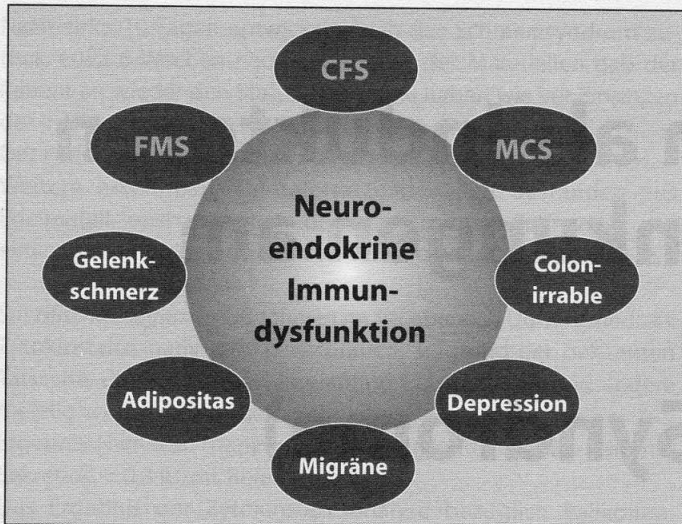 CFS
FMS
MCS
Neuro-
endokrine
Immun-
dysfunktion
Gelenk-
schmerz
Colon-
irrable
Adipositas
Depression
Migräne